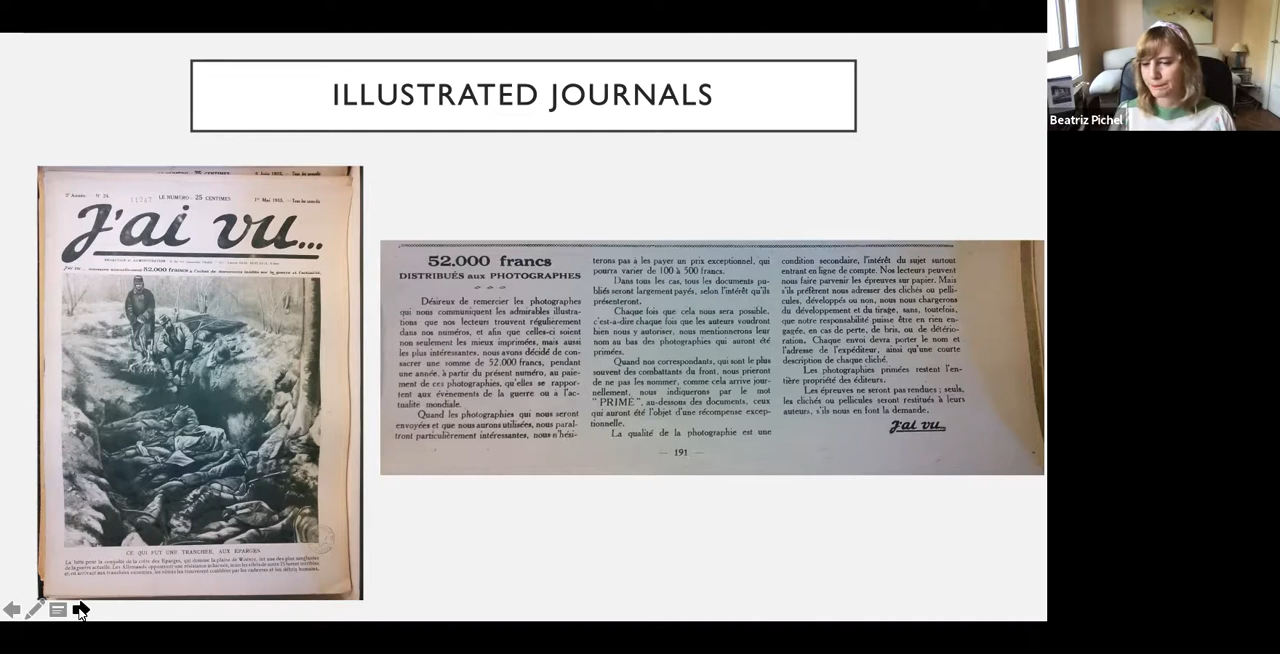 ILLUSTRATED JOURNALS
Beatriz Pichel
2e Année. N° 24.
11747
LE NUMÉRO : 25 CENTIMES
1er Mai 1915.
J'ai vu...
RÉDACTION & ADMINISTRATION
52.000 francs
CE QUI FUT UNE TRANCHÉE, AUX ÉPARGES
52.000 francs
DISTRIBUÉS aux PHOTOGRAPHES
Désireux de remercier les photographes
qui nous communiquent les admirables illustra-
tions que nos lecteurs trouvent régulièrement
dans nos numéros, et afin que celles-ci soient
non seulement les mieux imprimées, mais aussi
les plus intéressantes, nous avons décidé de con-
sacrer une somme de 52.000 francs, pendant
une année, à partir du présent numéro, au paie-
ment de ces photographies, qu'elles se rappor-
tent aux événements de la guerre ou à l'ac-
tualité mondiale.
Quand les photographies qui nous seront
envoyées et que nous aurons utilisées, nous paraî-
tront particulièrement intéressantes, nous n'hési-
terons pas à les payer un prix exceptionnel, qui
pourra varier de 100 à 500 francs.
Dans tous les cas, tous les documents pu-
bliés seront largement payés, selon l'intérêt qu'ils
présenteront.
Chaque fois que cela nous sera possible,
c'est-à-dire chaque fois que les auteurs voudront
bien nous y autoriser, nous mentionnerons leur
nom au bas des photographies qui auront été
primées.
Quand nos correspondants, qui sont le plus
souvent des combattants du front, nous prieront
de ne pas les nommer, comme cela arrive jour-
nellement, nous indiquerons par le mot
"PRIMÉ", au-dessous des documents, ceux
qui auront été l'objet d'une récompense excep-
tionnelle.
La qualité de la photographie est une
condition secondaire, l'intérêt du sujet surtout
entrant en ligne de compte. Nos lecteurs peuvent
nous faire parvenir les épreuves sur papier. Mais
s'ils préfèrent nous adresser des clichés ou pelli-
cules, développés ou non, nous nous chargerons
du développement et du tirage, sans, toutefois,
que notre responsabilité puisse être en rien en-
gagée, en cas de perte, de bris, ou de détério-
ration. Chaque envoi devra porter le nom et
l'adresse de l'expéditeur, ainsi qu'une courte
description de chaque cliché.
Les photographies primées restent l'en-
tière propriété des éditeurs.
Les épreuves ne seront pas rendues ; seuls,
les clichés ou pellicules seront restitués à leurs
auteurs, s'ils nous en font la demande.
J'ai vu...
— 191 —